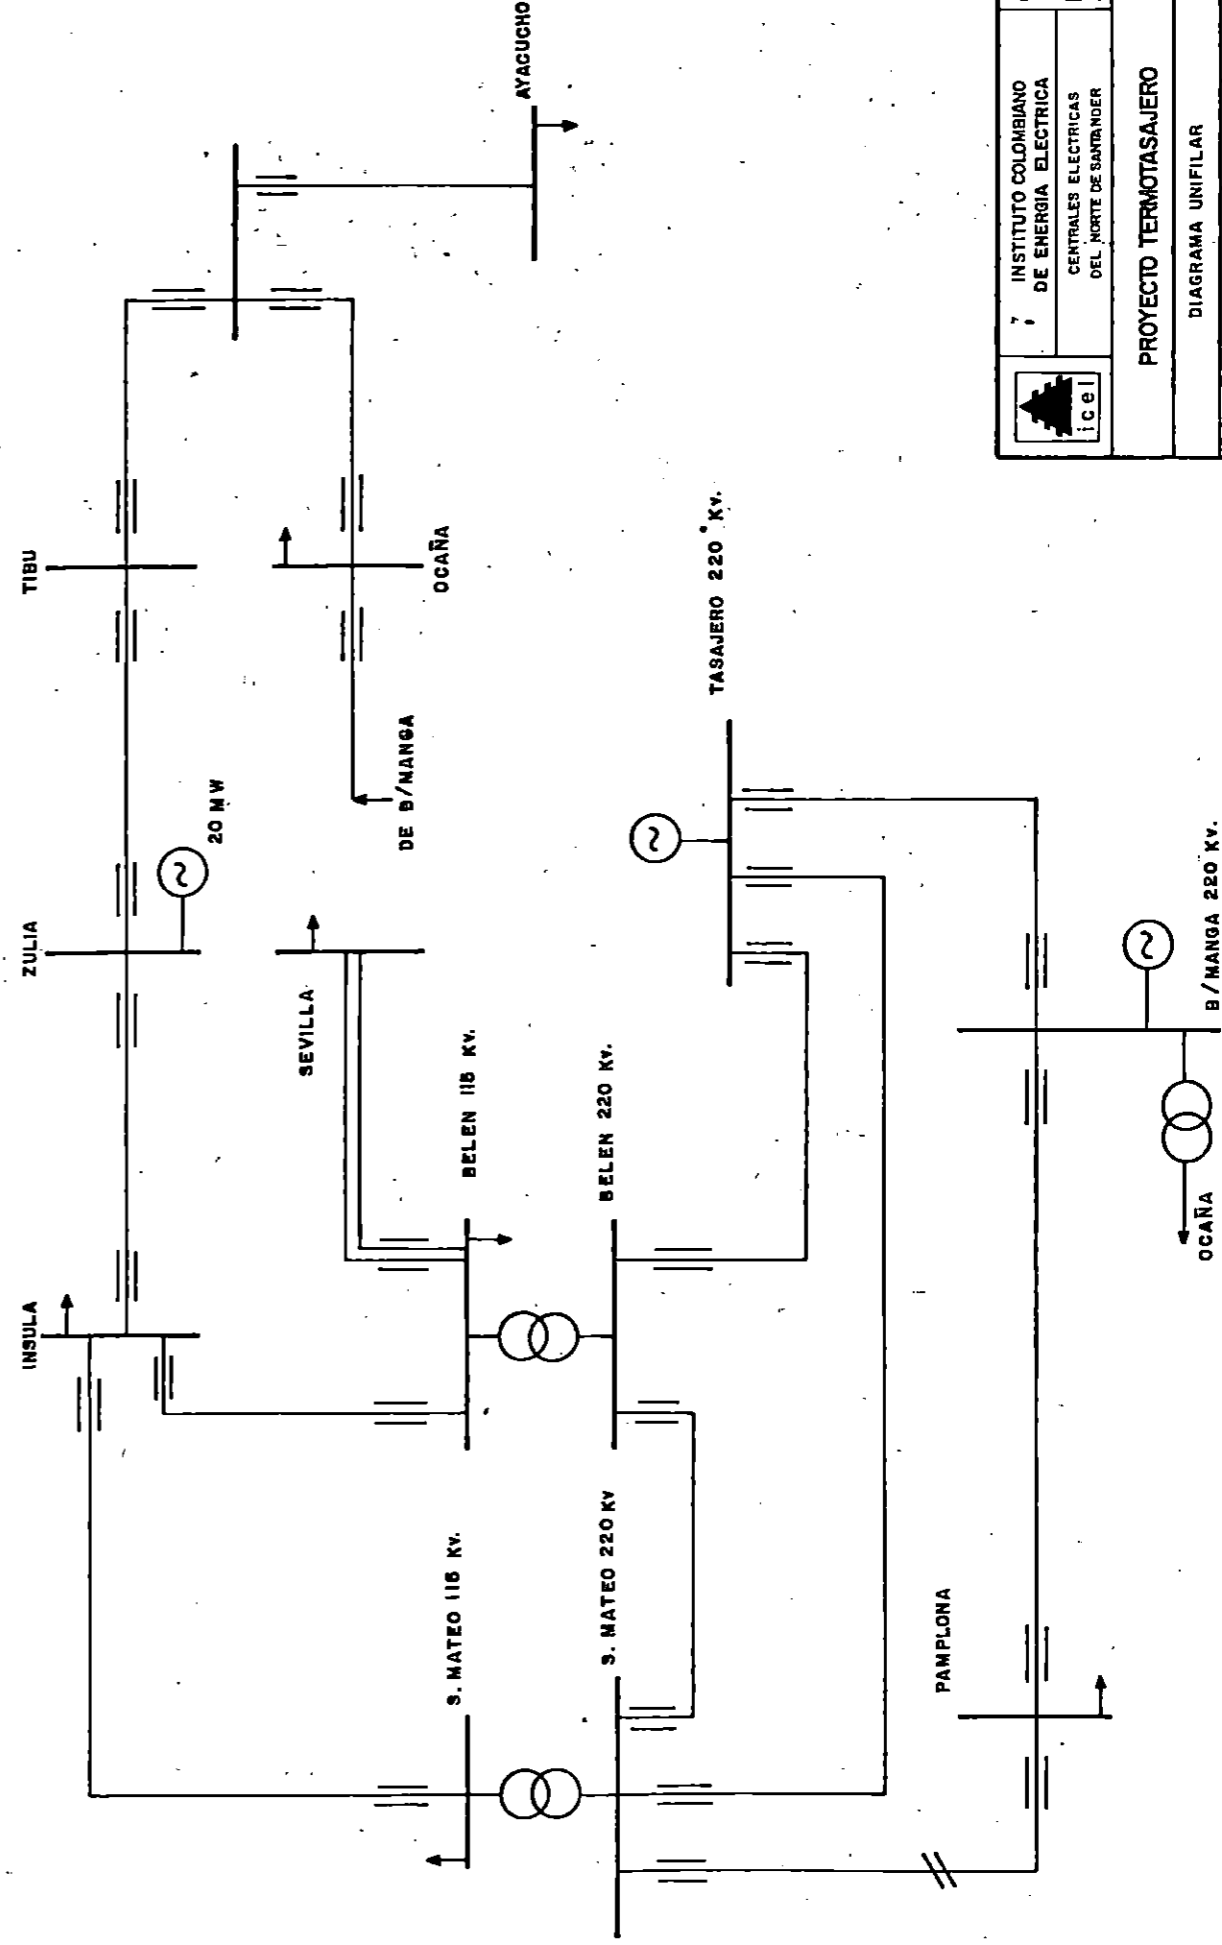 INSULA
ZULIA
TIBU
20 MW
SEVILLA
DE B/MANGA
OCAÑA
AYACUCHO
S. MATEO 115 Kv.
BELEN 115 Kv.
S. MATEO 220 Kv
BELEN 220 Kv.
TASAJERO 220 Kv.
PAMPLONA
OCAÑA
B/MANGA 220 Kv.
icel
INSTITUTO COLOMBIANO
DE ENERGIA ELECTRICA
CENTRALES ELECTRICAS
DEL NORTE DE SANTANDER
PROYECTO TERMOTASAJERO
DIAGRAMA UNIFILAR